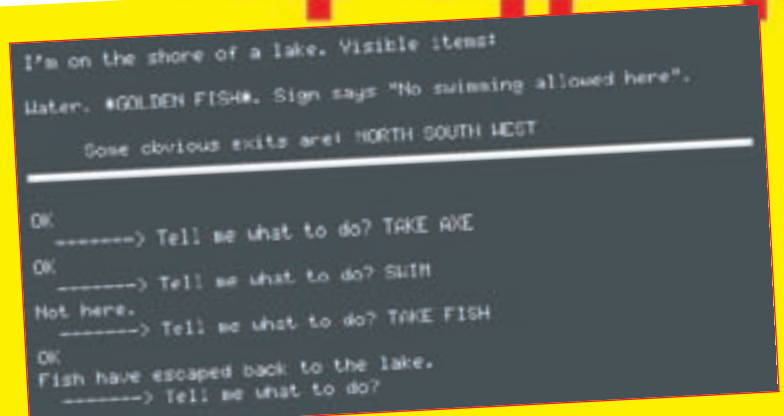 I'm on the shore of a lake. Visible items:
Water. *GOLDEN FISH*. Sign says "No swimming allowed here".
Some obvious exits are: NORTH SOUTH WEST
OK
-------> Tell me what to do? TAKE AXE
OK
-------> Tell me what to do? SWIM
Not here.
-------> Tell me what to do? TAKE FISH
OK
Fish have escaped back to the lake.
-------> Tell me what to do?